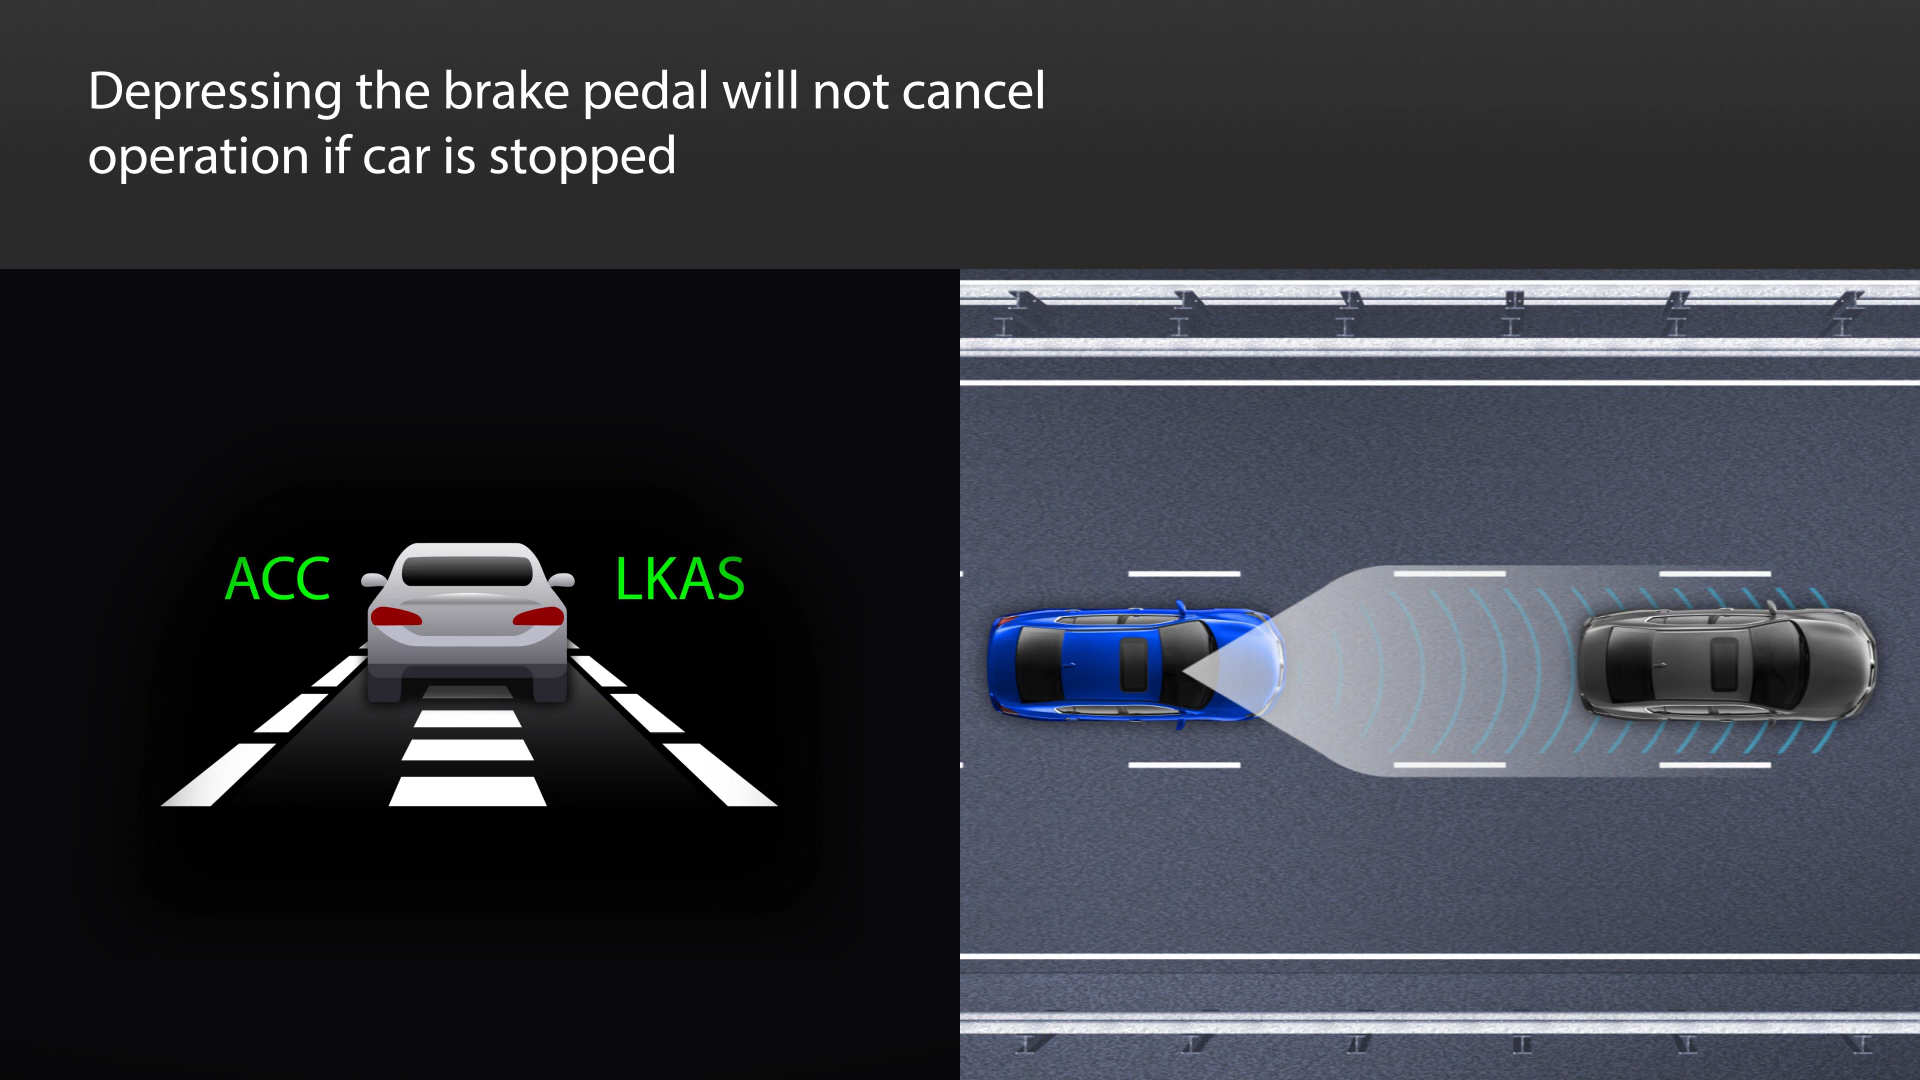 Depressing the brake pedal will not cancel
operation if car is stopped
ACC
LKAS